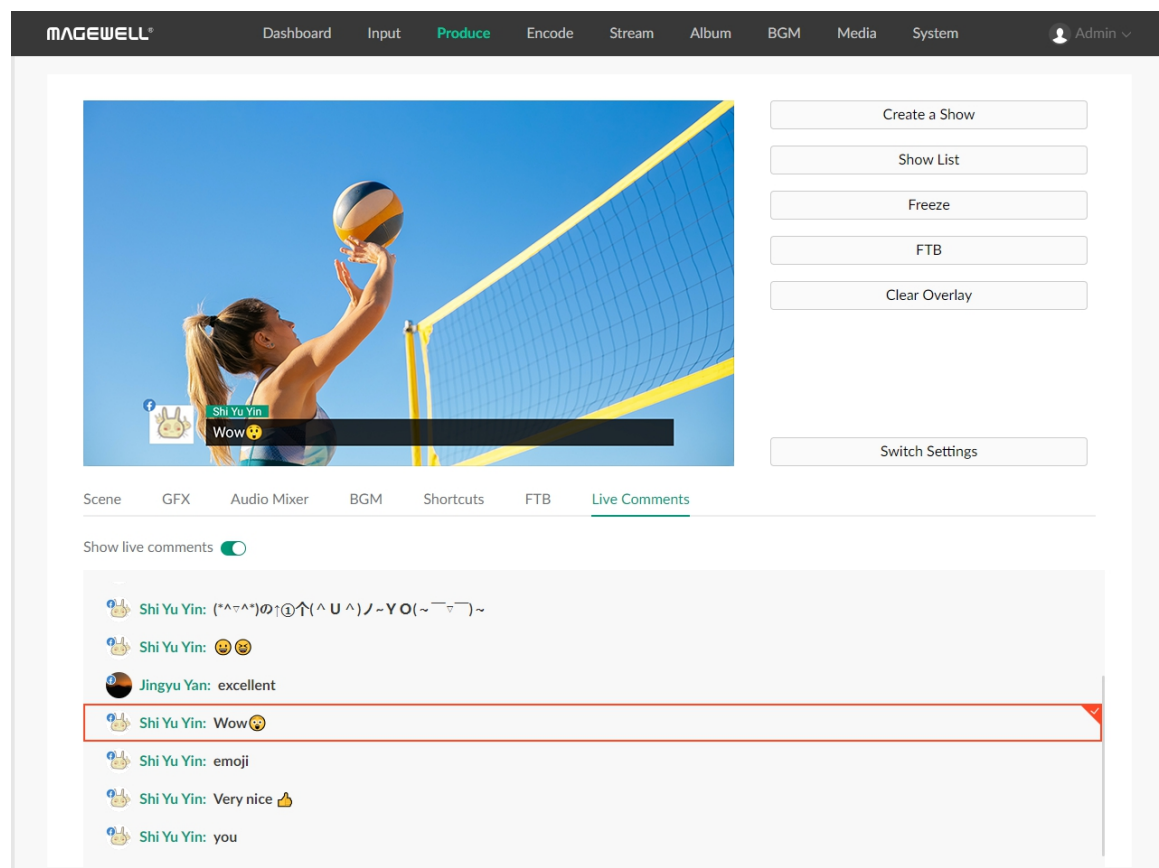 MAGEWELL®
Dashboard Input Produce Encode Stream Album BGM Media System Admin
Create a Show
Show List
Freeze
FTB
Clear Overlay
Shi Yu Yin
Wow😲
Switch Settings
Scene GFX Audio Mixer BGM Shortcuts FTB Live Comments
Show live comments
Shi Yu Yin: (*^▽^*)の↑①个(^ U ^)ノ~Y O(~￣▽￣)~
Shi Yu Yin: 😀😆
Jingyu Yan: excellent
Shi Yu Yin: Wow😲
Shi Yu Yin: emoji
Shi Yu Yin: Very nice 👍
Shi Yu Yin: you